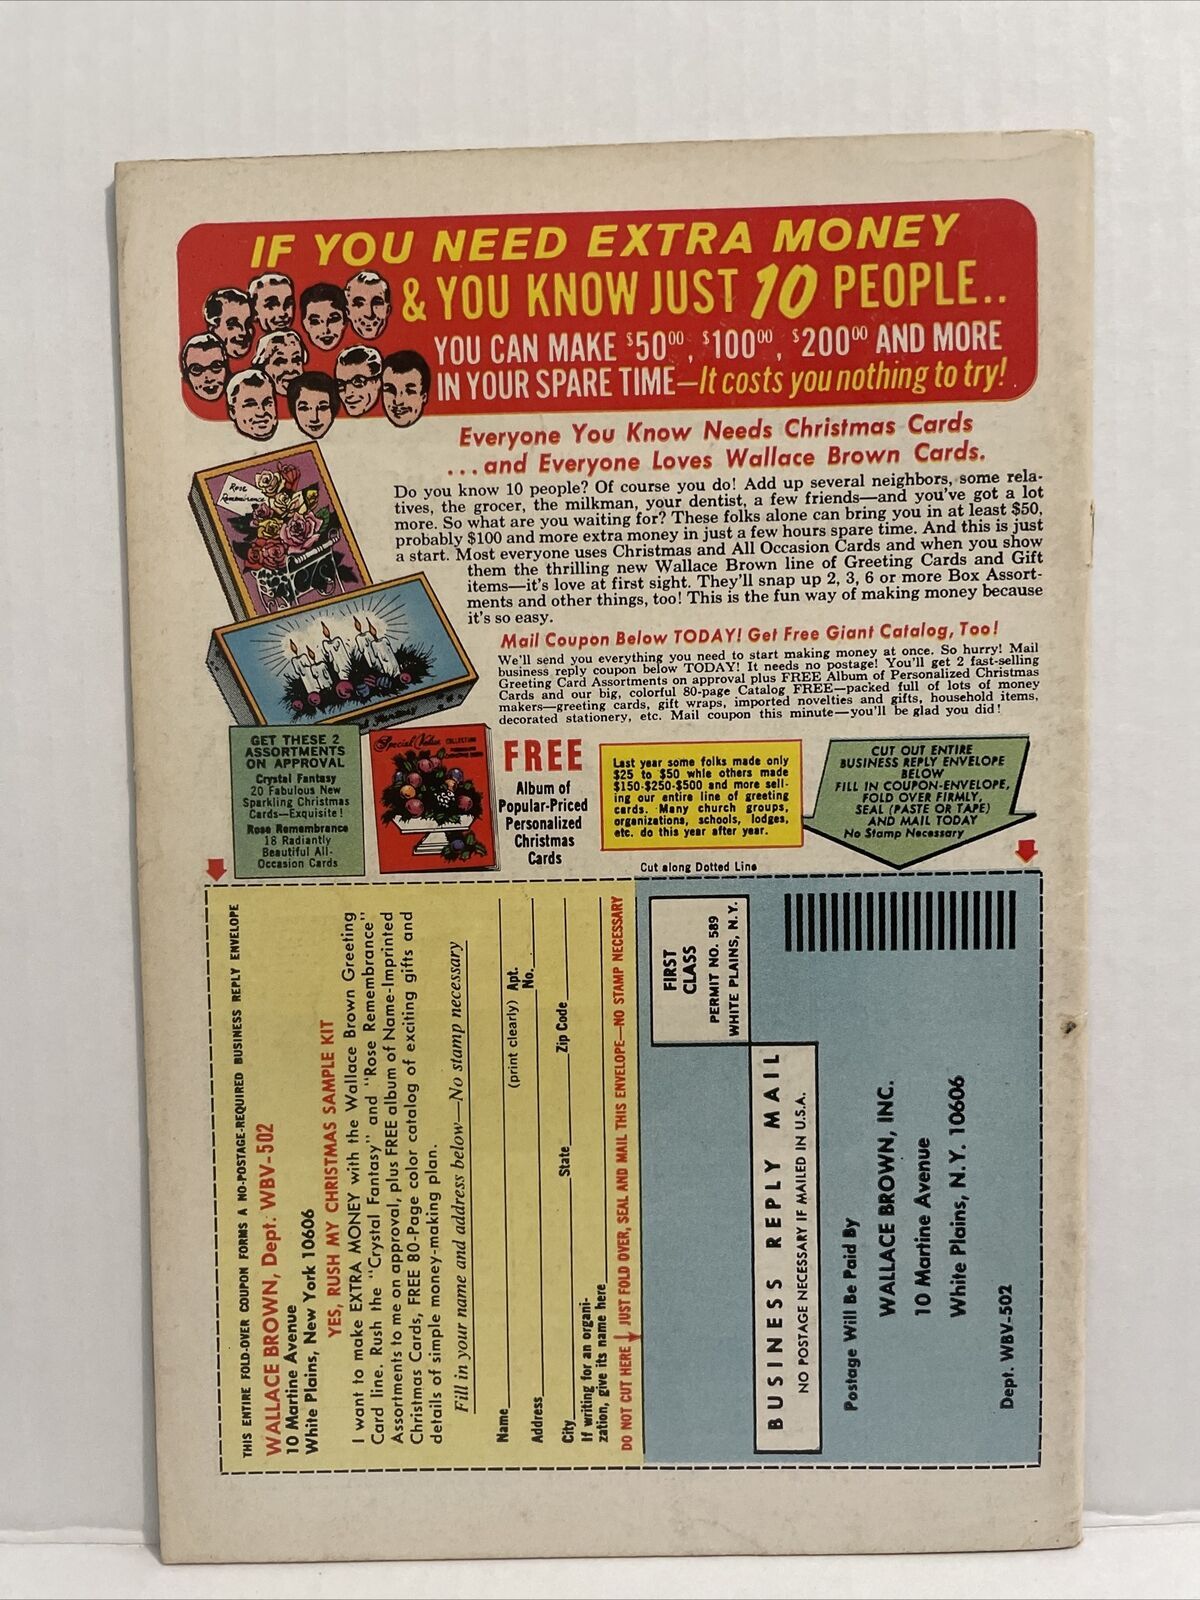 IF YOU NEED EXTRA MONEY
& YOU KNOW JUST 10 PEOPLE..
YOU CAN MAKE $50⁰⁰, $100⁰⁰, $200⁰⁰ AND MORE
IN YOUR SPARE TIME—It costs you nothing to try!
Everyone You Know Needs Christmas Cards
...and Everyone Loves Wallace Brown Cards.
Do you know 10 people? Of course you do! Add up several neighbors, some rela-
tives, the grocer, the milkman, your dentist, a few friends—and you've got a lot
more. So what are you waiting for? These folks alone can bring you in at least $50,
probably $100 and more extra money in just a few hours spare time. And this is just
a start. Most everyone uses Christmas and All Occasion Cards and when you show
them the thrilling new Wallace Brown line of Greeting Cards and Gift
items—it's love at first sight. They'll snap up 2, 3, 6 or more Box Assort-
ments and other things, too! This is the fun way of making money because
it's so easy.
Rose
Remembrance
Mail Coupon Below TODAY! Get Free Giant Catalog, Too!
We'll send you everything you need to start making money at once. So hurry! Mail
business reply coupon below TODAY! It needs no postage! You'll get 2 fast-selling
Greeting Card Assortments on approval plus FREE Album of Personalized Christmas
Cards and our big, colorful 80-page Catalog FREE—packed full of lots of money
makers—greeting cards, gift wraps, imported novelties and gifts, household items,
decorated stationery, etc. Mail coupon this minute—you'll be glad you did!
GET THESE 2
ASSORTMENTS
ON APPROVAL
Crystal Fantasy
20 Fabulous New
Sparkling Christmas
Cards—Exquisite!
Rose Remembrance
18 Radiantly
Beautiful All-
Occasion Cards
Special Value COLLECTION
FREE
Album of
Popular-Priced
Personalized
Christmas
Cards
Last year some folks made only
$25 to $50 whle others made
$150-$250-$500 and more sell-
ing our entire line of greeting
cards. Many church groups,
organizations, schools, lodges,
etc. do this year after year.
CUT OUT ENTIRE
BUSINESS REPLY ENVELOPE
BELOW
FILL IN COUPON-ENVELOPE,
FOLD OVER FIRMLY,
SEAL (PASTE OR TAPE)
AND MAIL TODAY
No Stamp Necessary
Cut along Dotted Line
THIS ENTIRE FOLD-OVER COUPON FORMS A NO-POSTAGE-REQUIRED BUSINESS REPLY ENVELOPE
WALLACE BROWN, Dept. WBV-502
10 Martine Avenue
White Plains, New York 10606
YES, RUSH MY CHRISTMAS SAMPLE KIT
I want to make EXTRA MONEY with the Wallace Brown Greeting
Card line. Rush the "Crystal Fantasy" and "Rose Remembrance"
Assortments to me on approval, plus FREE album of Name-Imprinted
Christmas Cards, FREE 80-Page color catalog of exciting gifts and
details of simple money-making plan.
Fill in your name and address below—No stamp necessary
Name (print clearly)
Address Apt. No.
City State Zip Code
If writing for an organi-
zation, give its name here
DO NOT CUT HERE JUST FOLD OVER, SEAL AND MAIL THIS ENVELOPE—NO STAMP NECESSARY
FIRST
CLASS
PERMIT NO. 589
WHITE PLAINS, N.Y.
BUSINESS REPLY MAIL
NO POSTAGE NECESSARY IF MAILED IN U.S.A.
Postage Will Be Paid By
WALLACE BROWN, INC.
10 Martine Avenue
White Plains, N.Y. 10606
Dept. WBV-502